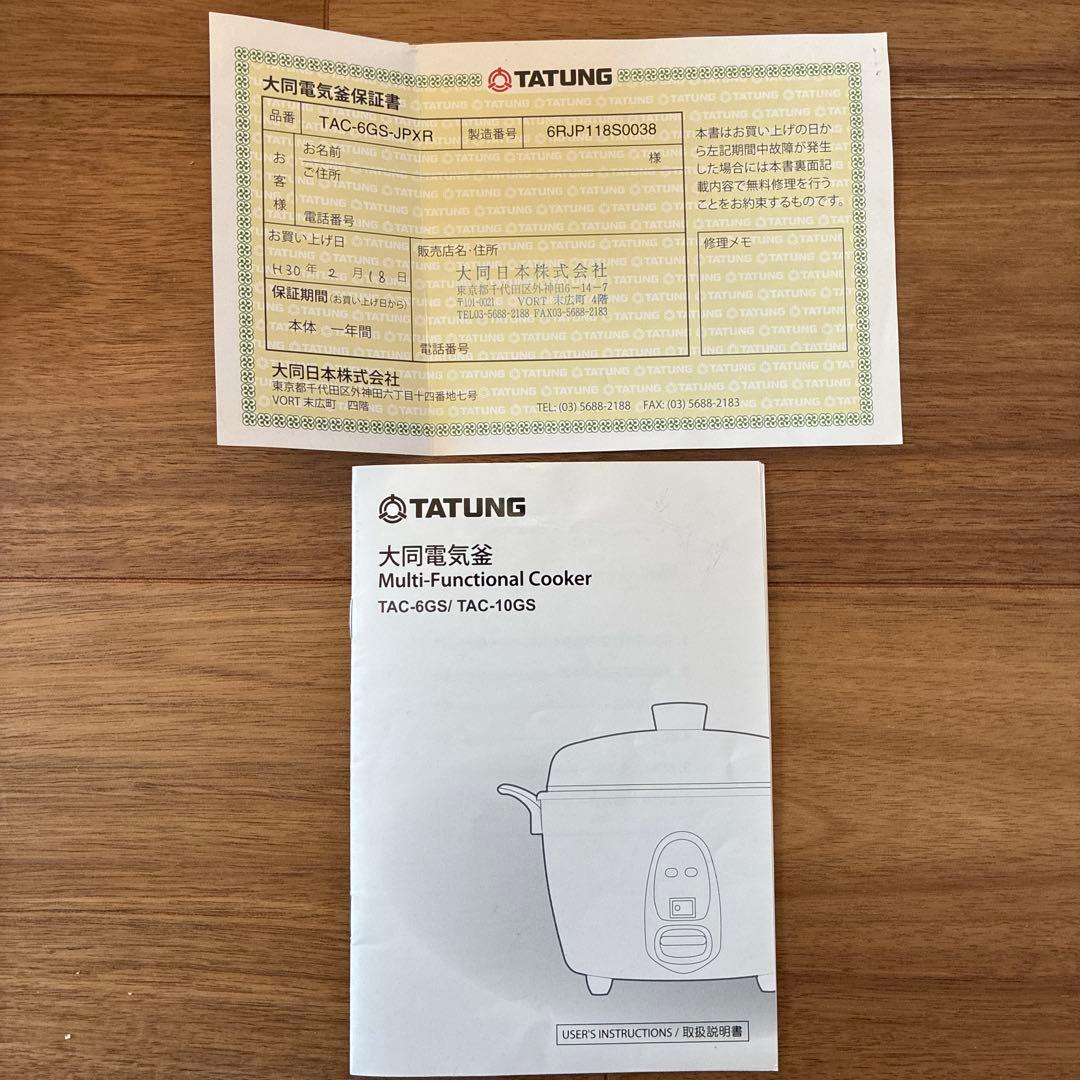 TATUNG
大同電気釜保証書
品番 TAC-6GS-JPXR 製造番号 6RJP118S0038
お客様
お名前 様
ご住所
電話番号
お買い上げ日
H30年 2月 18日
保証期間(お買い上げ日から)
本体 一年間
販売店名・住所
大同日本株式会社
東京都千代田区外神田6-14-7
〒101-0021 VORT 末広町 4階
TEL03-5688-2188 FAX03-5688-2183
電話番号
本書はお買い上げの日か
ら左記期間中故障が発生
した場合には本書裏面記
載内容で無料修理を行う
ことをお約束するものです。
修理メモ
大同日本株式会社
東京都千代田区外神田六丁目十四番地七号
VORT 末広町 四階
TEL: (03) 5688-2188 FAX: (03) 5688-2183
TATUNG
大同電気釜
Multi-Functional Cooker
TAC-6GS/ TAC-10GS
USER'S INSTRUCTIONS / 取扱説明書